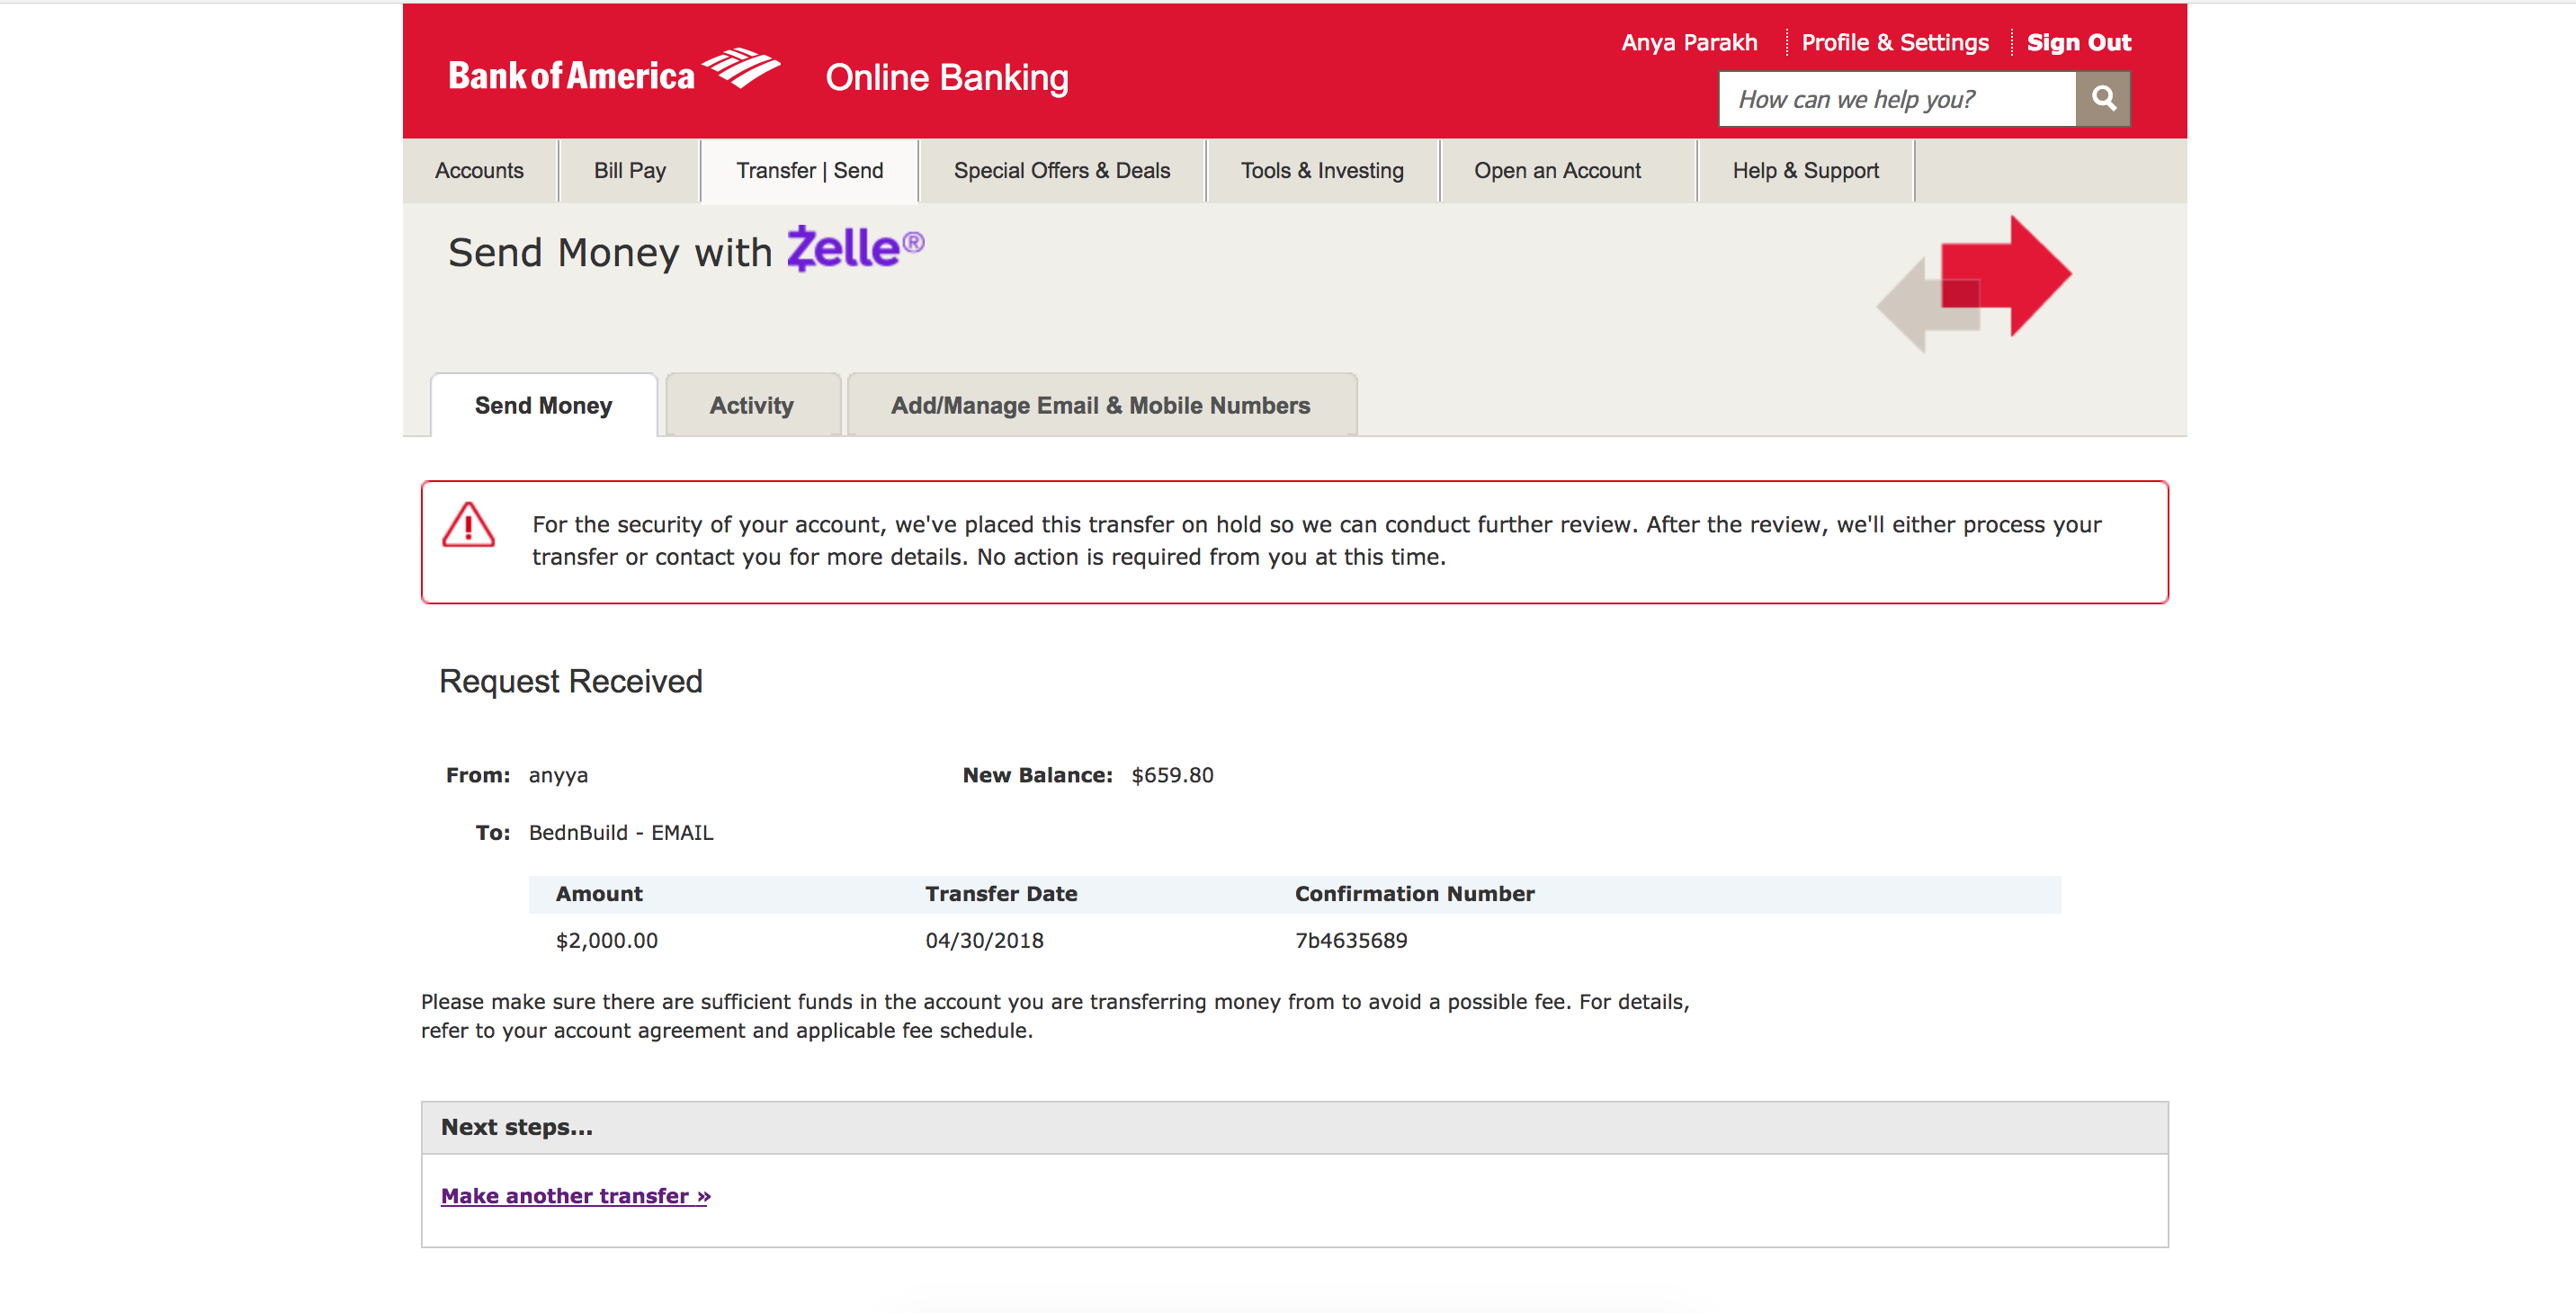 Anya Parakh Profile & Settings Sign Out
Bank of America Online Banking
How can we help you?
Accounts Bill Pay Transfer | Send Special Offers & Deals Tools & Investing Open an Account Help & Support
Send Money with Zelle®
Send Money Activity Add/Manage Email & Mobile Numbers
For the security of your account, we've placed this transfer on hold so we can conduct further review. After the review, we'll either process your
transfer or contact you for more details. No action is required from you at this time.
Request Received
From: anyya New Balance: $659.80
To: BednBuild - EMAIL
Amount Transfer Date Confirmation Number
$2,000.00 04/30/2018 7b4635689
Please make sure there are sufficient funds in the account you are transferring money from to avoid a possible fee. For details,
refer to your account agreement and applicable fee schedule.
Next steps...
Make another transfer »